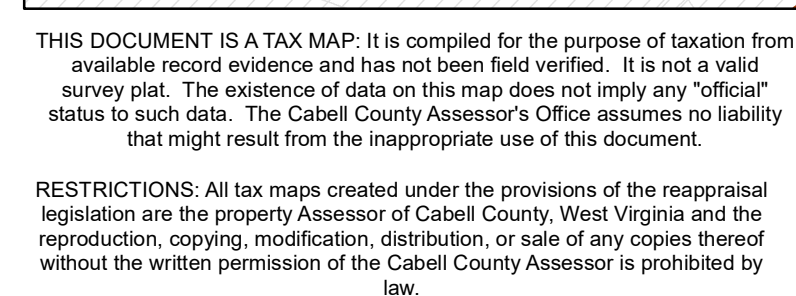 THIS DOCUMENT IS A TAX MAP: It is compiled for the purpose of taxation from
available record evidence and has not been field verified.  It is not a valid
survey plat.  The existence of data on this map does not imply any "official"
status to such data.  The Cabell County Assessor's Office assumes no liability
that might result from the inappropriate use of this document.
RESTRICTIONS: All tax maps created under the provisions of the reappraisal
legislation are the property Assessor of Cabell County, West Virginia and the
reproduction, copying, modification, distribution, or sale of any copies thereof
without the written permission of the Cabell County Assessor is prohibited by
law.